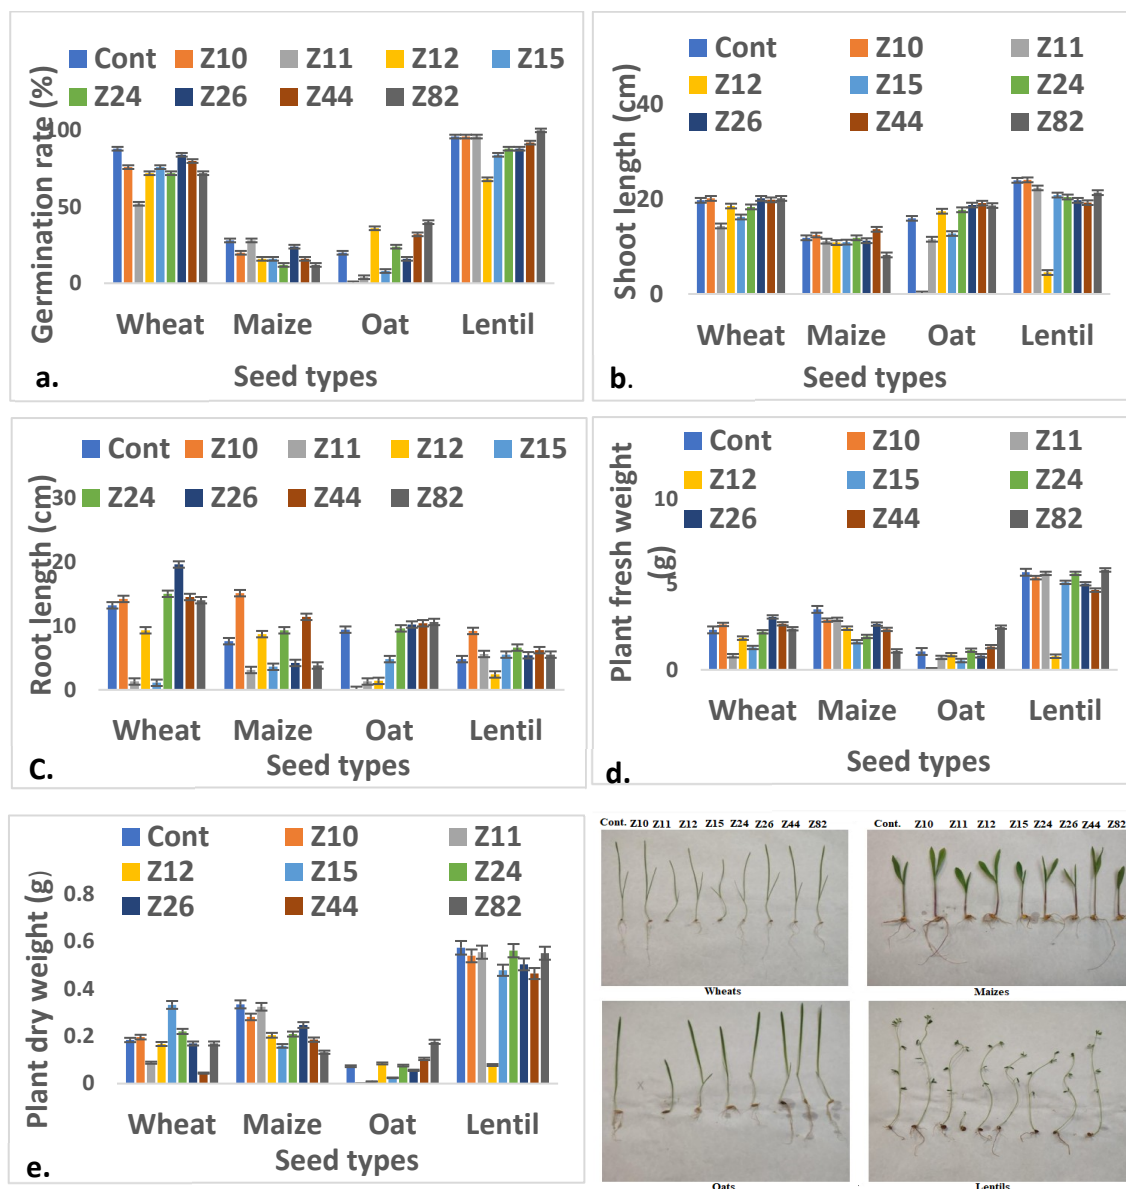 Cont Z10 Z11 Z12 Z15
Z24 Z26 Z44 Z82
Germination rate (%)
100
50
0
Wheat Maize Oat Lentil
Seed types
a.
Cont Z10 Z11
Z12 Z15 Z24
Z26 Z44 Z82
Shoot length (cm)
40
20
0
Wheat Maize Oat Lentil
Seed types
b.
Cont Z10 Z11 Z12 Z15
Z24 Z26 Z44 Z82
Root length (cm)
30
20
10
0
Wheat Maize Oat Lentil
Seed types
C.
Cont Z10 Z11
Z12 Z15 Z24
Z26 Z44 Z82
Plant fresh weight
(g)
10
5
0
Wheat Maize Oat Lentil
Seed types
d.
Cont Z10 Z11
Z12 Z15 Z24
Z26 Z44 Z82
Plant dry weight (g)
0.8
0.6
0.4
0.2
0
Wheat Maize Oat Lentil
Seed types
e.
Cont. Z10 Z11 Z12 Z15 Z24 Z26 Z44 Z82
Wheats
Cont. Z10 Z11 Z12 Z15 Z24 Z26 Z44 Z82
Maizes
Oats
Lentils